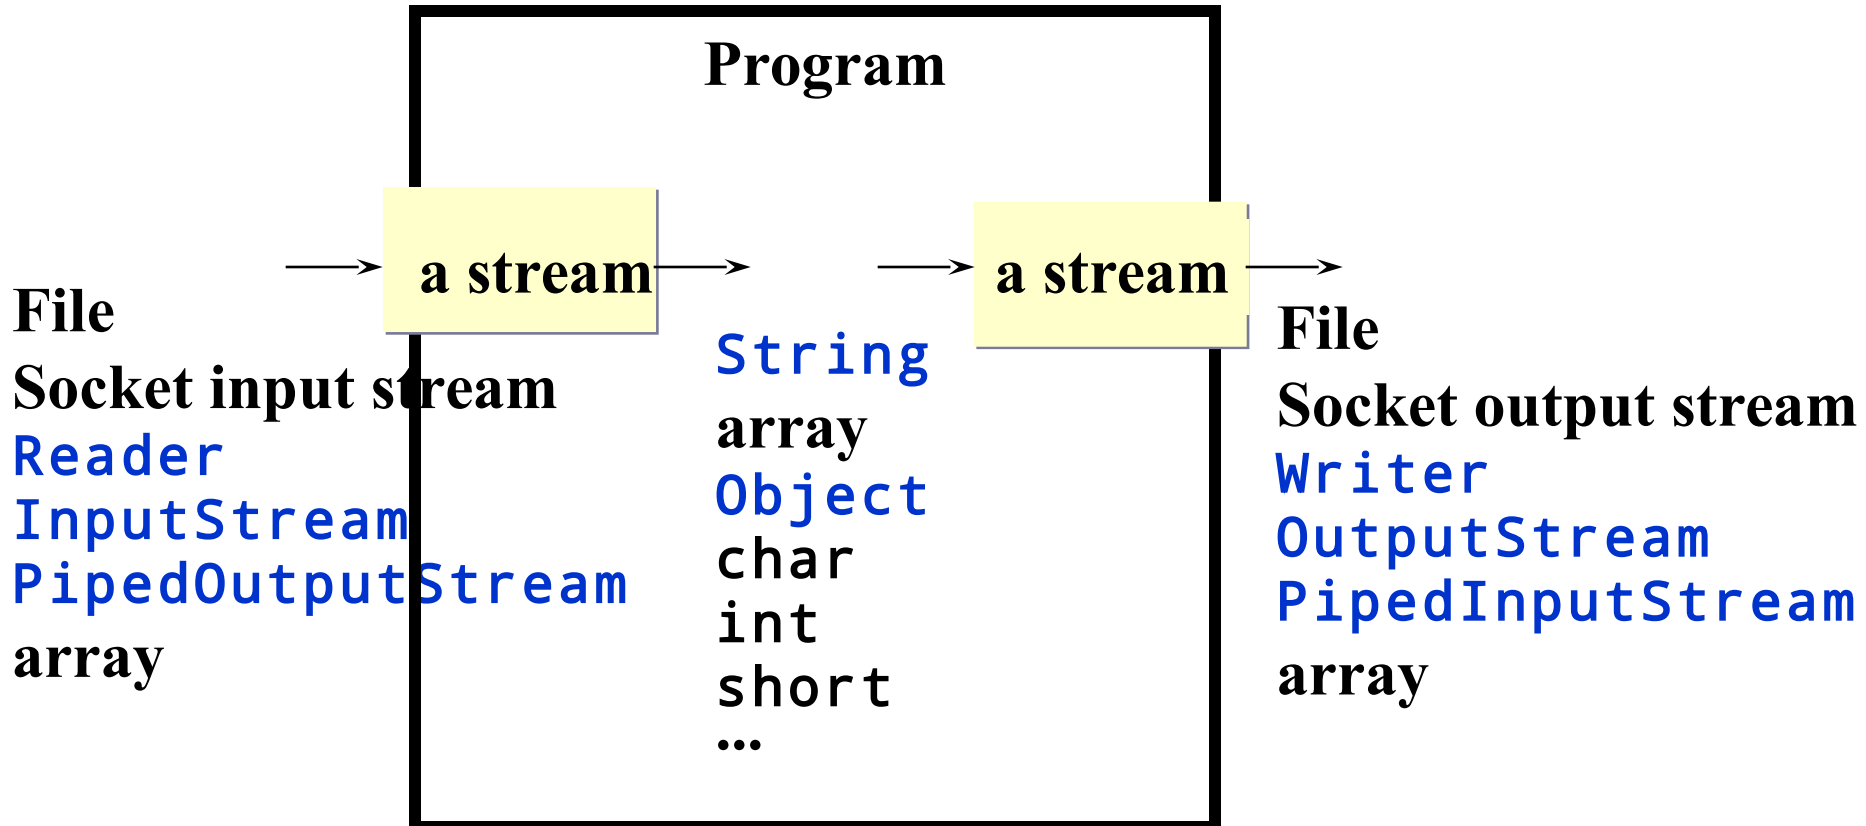 Program
a stream
a stream
File
Socket input stream
Reader
InputStream
PipedOutputStream
array
String
array
Object
char
int
short
...
File
Socket output stream
Writer
OutputStream
PipedInputStream
array